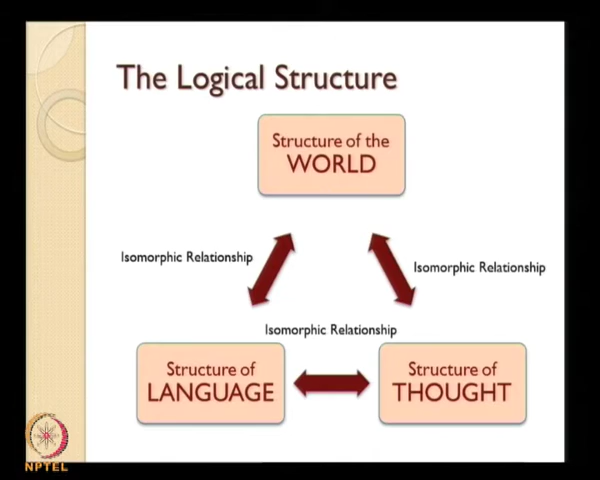 The Logical Structure
Structure of the
WORLD
Isomorphic Relationship
Isomorphic Relationship
Isomorphic Relationship
Structure of
LANGUAGE
Structure of
THOUGHT
NPTEL